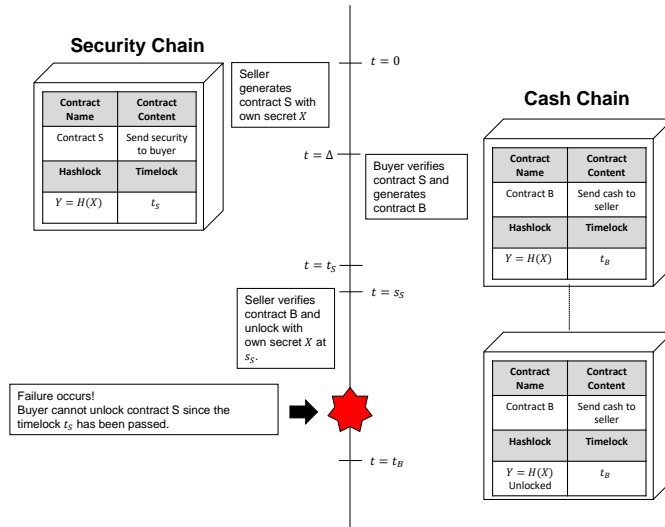 Security Chain
Contract
Name
Contract
Content
Contract S
Send security
to buyer
Hashlock
Timelock
Y = H(X)
t_S
Seller
generates
contract S with
own secret X
t = 0
t = Δ
Buyer verifies
contract S and
generates
contract B
t = t_S
t = s_S
Seller verifies
contract B and
unlock with
own secret X at
s_S.
Failure occurs!
Buyer cannot unlock contract S since the
timelock t_S has been passed.
t = t_B
Cash Chain
Contract
Name
Contract
Content
Contract B
Send cash to
seller
Hashlock
Timelock
Y = H(X)
t_B
Contract
Name
Contract
Content
Contract B
Send cash to
seller
Hashlock
Timelock
Y = H(X)
Unlocked
t_B